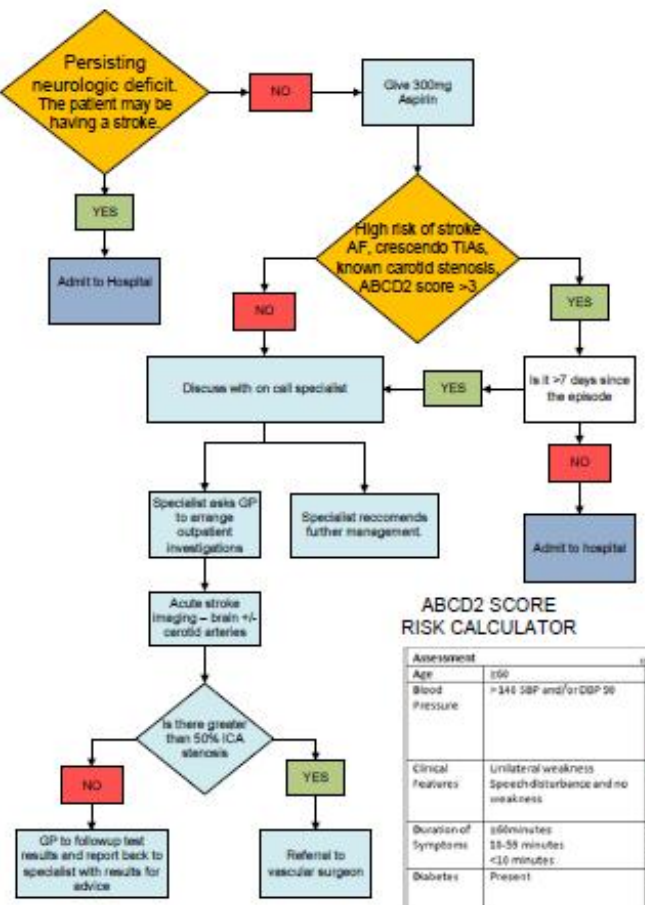 Persisting
neurologic deficit.
The patient may be
having a stroke.
NO
Give 300mg
Aspirin
YES
Admit to Hospital
High risk of stroke
AF, crescendo TIAs,
known carotid stenosis,
ABCD2 score >3
NO
YES
Discuss with on call specialist
YES
Is it >7 days since
the episode
NO
Admit to hospital
Specialist asks GP
to arrange
outpatient
investigations
Specialist reccomends
further management.
Acute stroke
imaging – brain +/-
carotid arteries
Is there greater
than 50% ICA
stenosis
NO
YES
GP to followup test
results and report back to
specialist with results for
advice
Referral to
vascular surgeon
ABCD2 SCORE
RISK CALCULATOR
Assessment
Age ≥60
Blood > 140 SBP and/or DBP 90
Pressure
Clinical Unilateral weakness
Features Speech disturbance and no
weakness
Duration of ≥60minutes
Symptoms 10-59 minutes
<10 minutes
Diabetes Present